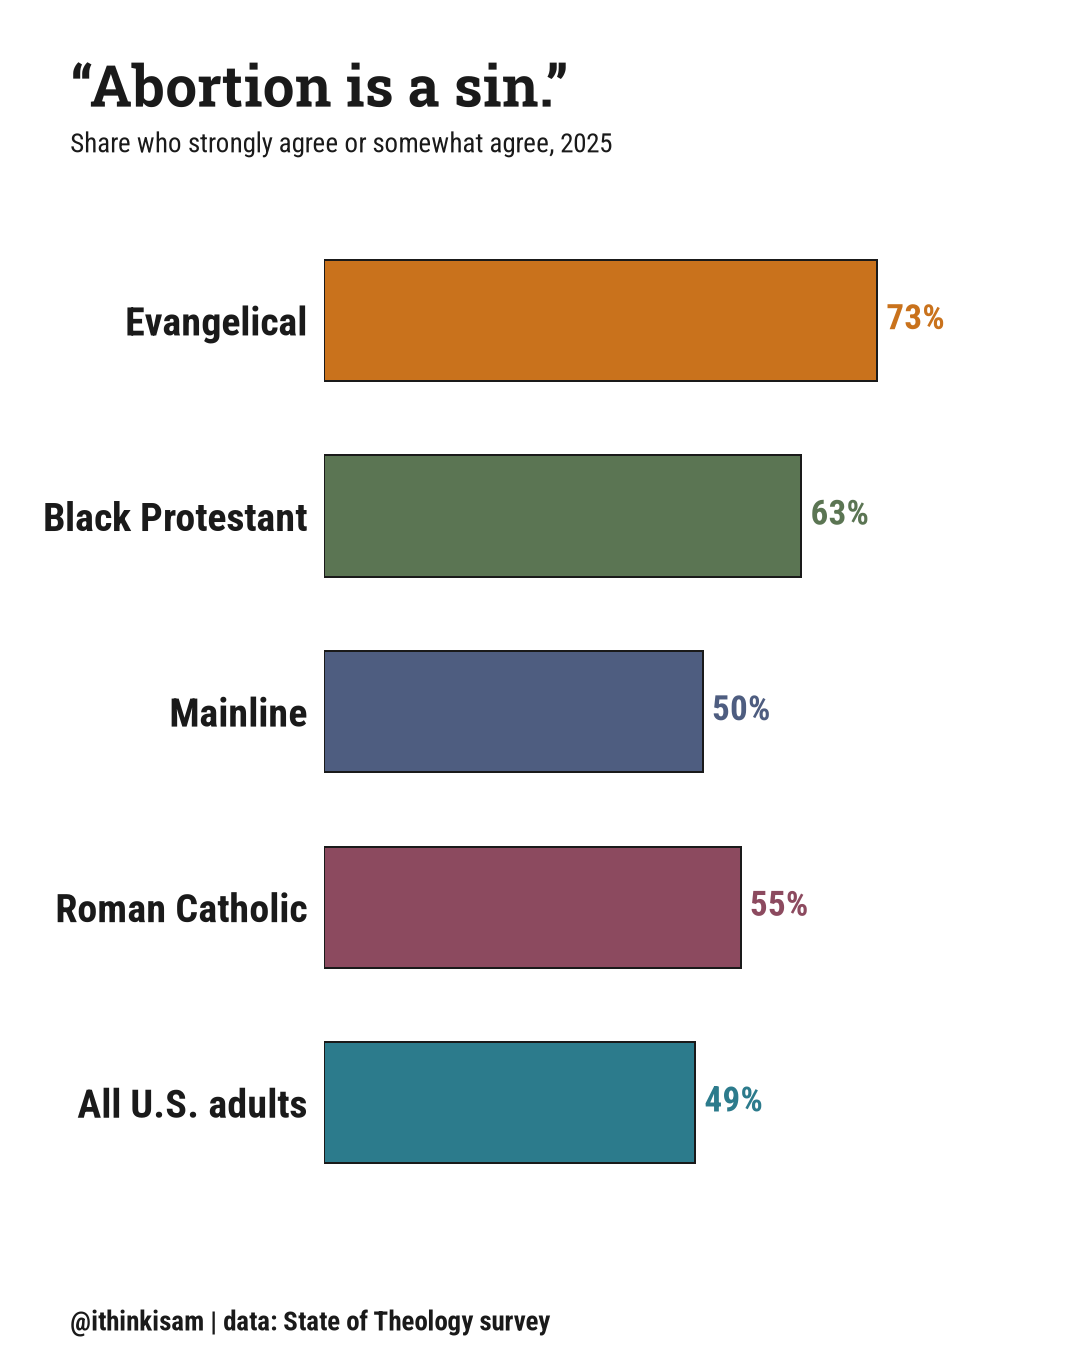 “Abortion is a sin.”
Share who strongly agree or somewhat agree, 2025
Evangelical 73%
Black Protestant 63%
Mainline 50%
Roman Catholic 55%
All U.S. adults 49%
@ithinkisam | data: State of Theology survey